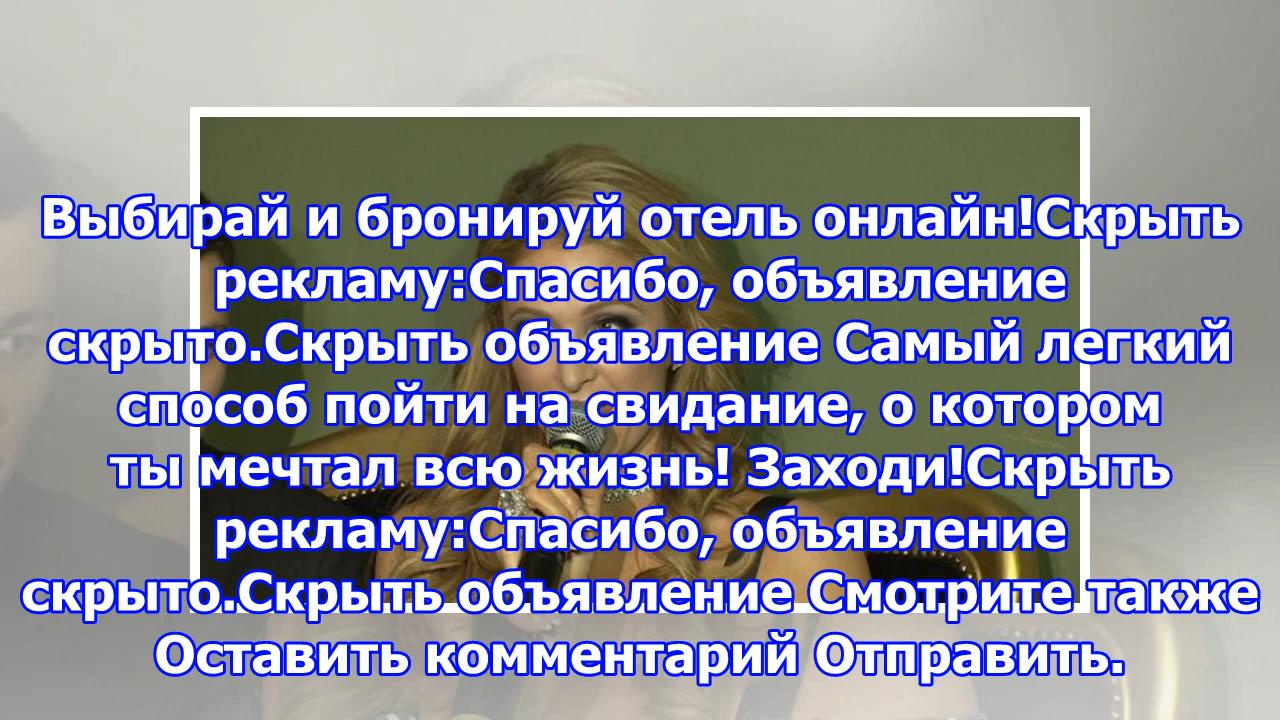 Выбирай и бронируй отель онлайн!Скрыть
рекламу:Спасибо, объявление
скрыто.Скрыть объявление Самый легкий
способ пойти на свидание, о котором
ты мечтал всю жизнь! Заходи!Скрыть
рекламу:Спасибо, объявление
скрыто.Скрыть объявление Смотрите также
Оставить комментарий Отправить.